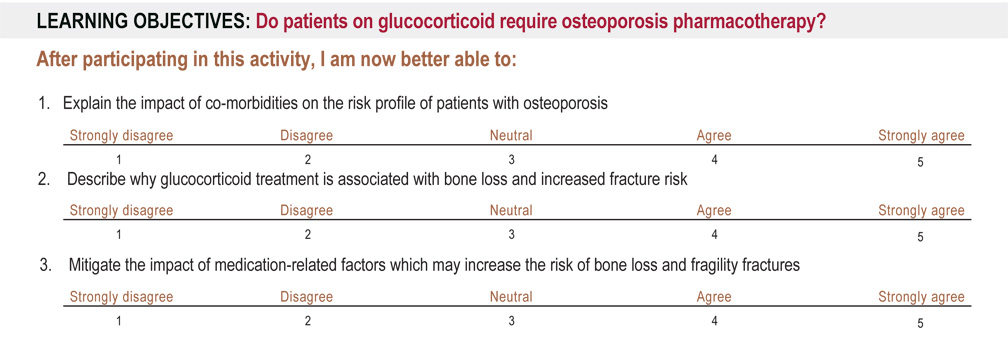 LEARNING OBJECTIVES: Do patients on glucocorticoid require osteoporosis pharmacotherapy?
After participating in this activity, I am now better able to:
1. Explain the impact of co-morbidities on the risk profile of patients with osteoporosis
Strongly disagree Disagree Neutral Agree Strongly agree
1 2 3 4 5
2. Describe why glucocorticoid treatment is associated with bone loss and increased fracture risk
Strongly disagree Disagree Neutral Agree Strongly agree
1 2 3 4 5
3. Mitigate the impact of medication-related factors which may increase the risk of bone loss and fragility fractures
Strongly disagree Disagree Neutral Agree Strongly agree
1 2 3 4 5